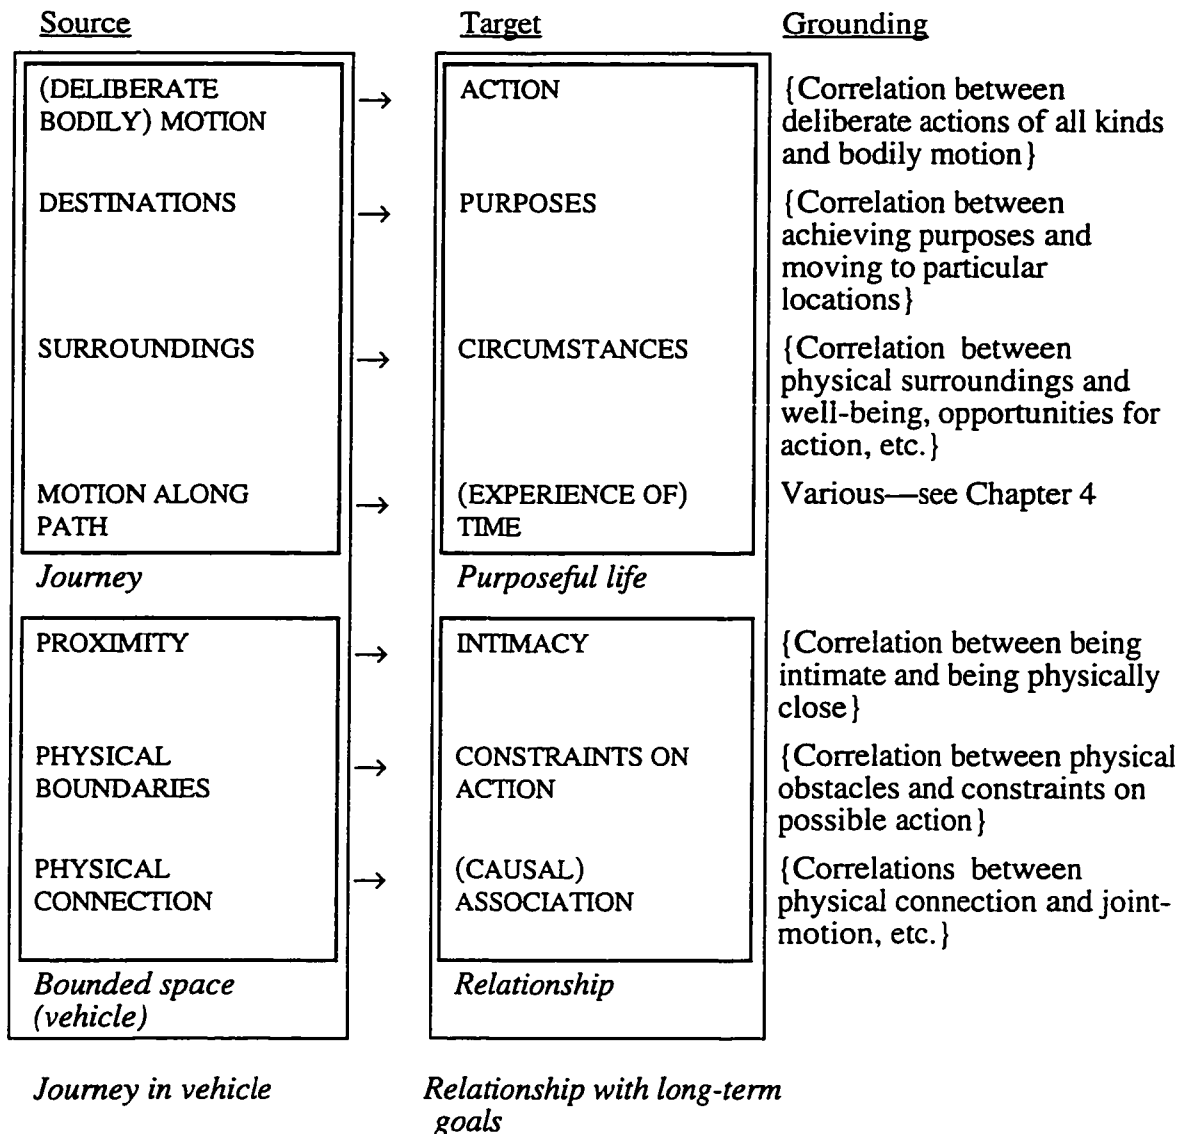 Source Target Grounding
(DELIBERATE BODILY) MOTION → ACTION {Correlation between deliberate actions of all kinds and bodily motion}
DESTINATIONS → PURPOSES {Correlation between achieving purposes and moving to particular locations}
SURROUNDINGS → CIRCUMSTANCES {Correlation between physical surroundings and well-being, opportunities for action, etc.}
MOTION ALONG PATH → (EXPERIENCE OF) TIME Various—see Chapter 4
Journey Purposeful life
PROXIMITY → INTIMACY {Correlation between being intimate and being physically close}
PHYSICAL BOUNDARIES → CONSTRAINTS ON ACTION {Correlation between physical obstacles and constraints on possible action}
PHYSICAL CONNECTION → (CAUSAL) ASSOCIATION {Correlations between physical connection and joint-motion, etc.}
Bounded space (vehicle) Relationship
Journey in vehicle Relationship with long-term goals